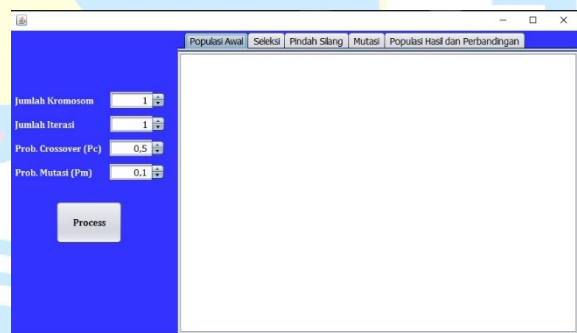 Populasi Awal Seleksi Pindah Silang Mutasi Populasi Hasil dan Perbandingan
Jumlah Kromosom 1
Jumlah Iterasi 1
Prob. Crossover (Pc) 0,5
Prob. Mutasi (Pm) 0,1
Process